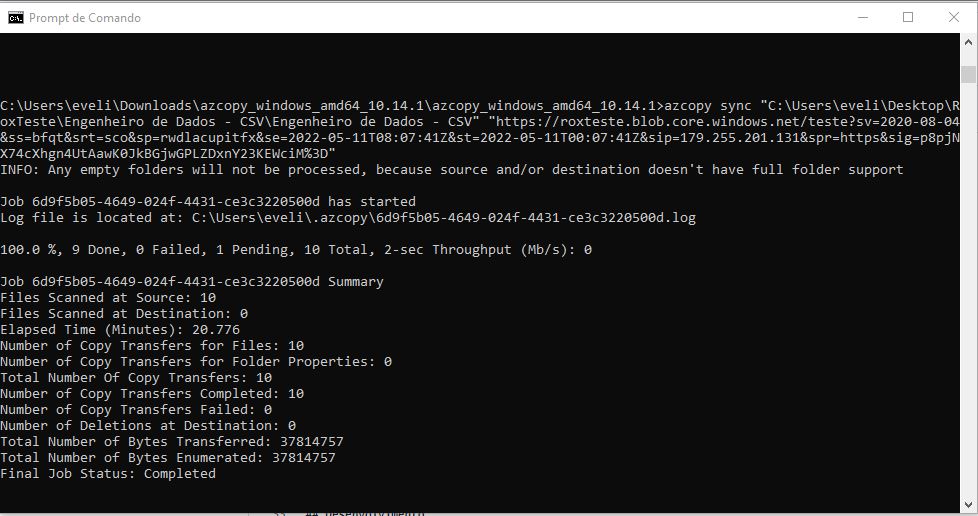 Prompt de Comando
C:\Users\eveli\Downloads\azcopy_windows_amd64_10.14.1\azcopy_windows_amd64_10.14.1>azcopy sync "C:\Users\eveli\Desktop\R
oxTeste\Engenheiro de Dados - CSV\Engenheiro de Dados - CSV" "https://roxteste.blob.core.windows.net/teste?sv=2020-08-04
&ss=bfqt&srt=sco&sp=rwdlacupitfx&se=2022-05-11T08:07:41Z&st=2022-05-11T00:07:41Z&sip=179.255.201.131&spr=https&sig=p8pjN
X74cXhgn4UtAawK0JkBGjwGPLZDxnY23KEWciM%3D"
INFO: Any empty folders will not be processed, because source and/or destination doesn't have full folder support
Job 6d9f5b05-4649-024f-4431-ce3c3220500d has started
Log file is located at: C:\Users\eveli\.azcopy\6d9f5b05-4649-024f-4431-ce3c3220500d.log
100.0 %, 9 Done, 0 Failed, 1 Pending, 10 Total, 2-sec Throughput (Mb/s): 0
Job 6d9f5b05-4649-024f-4431-ce3c3220500d Summary
Files Scanned at Source: 10
Files Scanned at Destination: 0
Elapsed Time (Minutes): 20.776
Number of Copy Transfers for Files: 10
Number of Copy Transfers for Folder Properties: 0
Total Number Of Copy Transfers: 10
Number of Copy Transfers Completed: 10
Number of Copy Transfers Failed: 0
Number of Deletions at Destination: 0
Total Number of Bytes Transferred: 37814757
Total Number of Bytes Enumerated: 37814757
Final Job Status: Completed